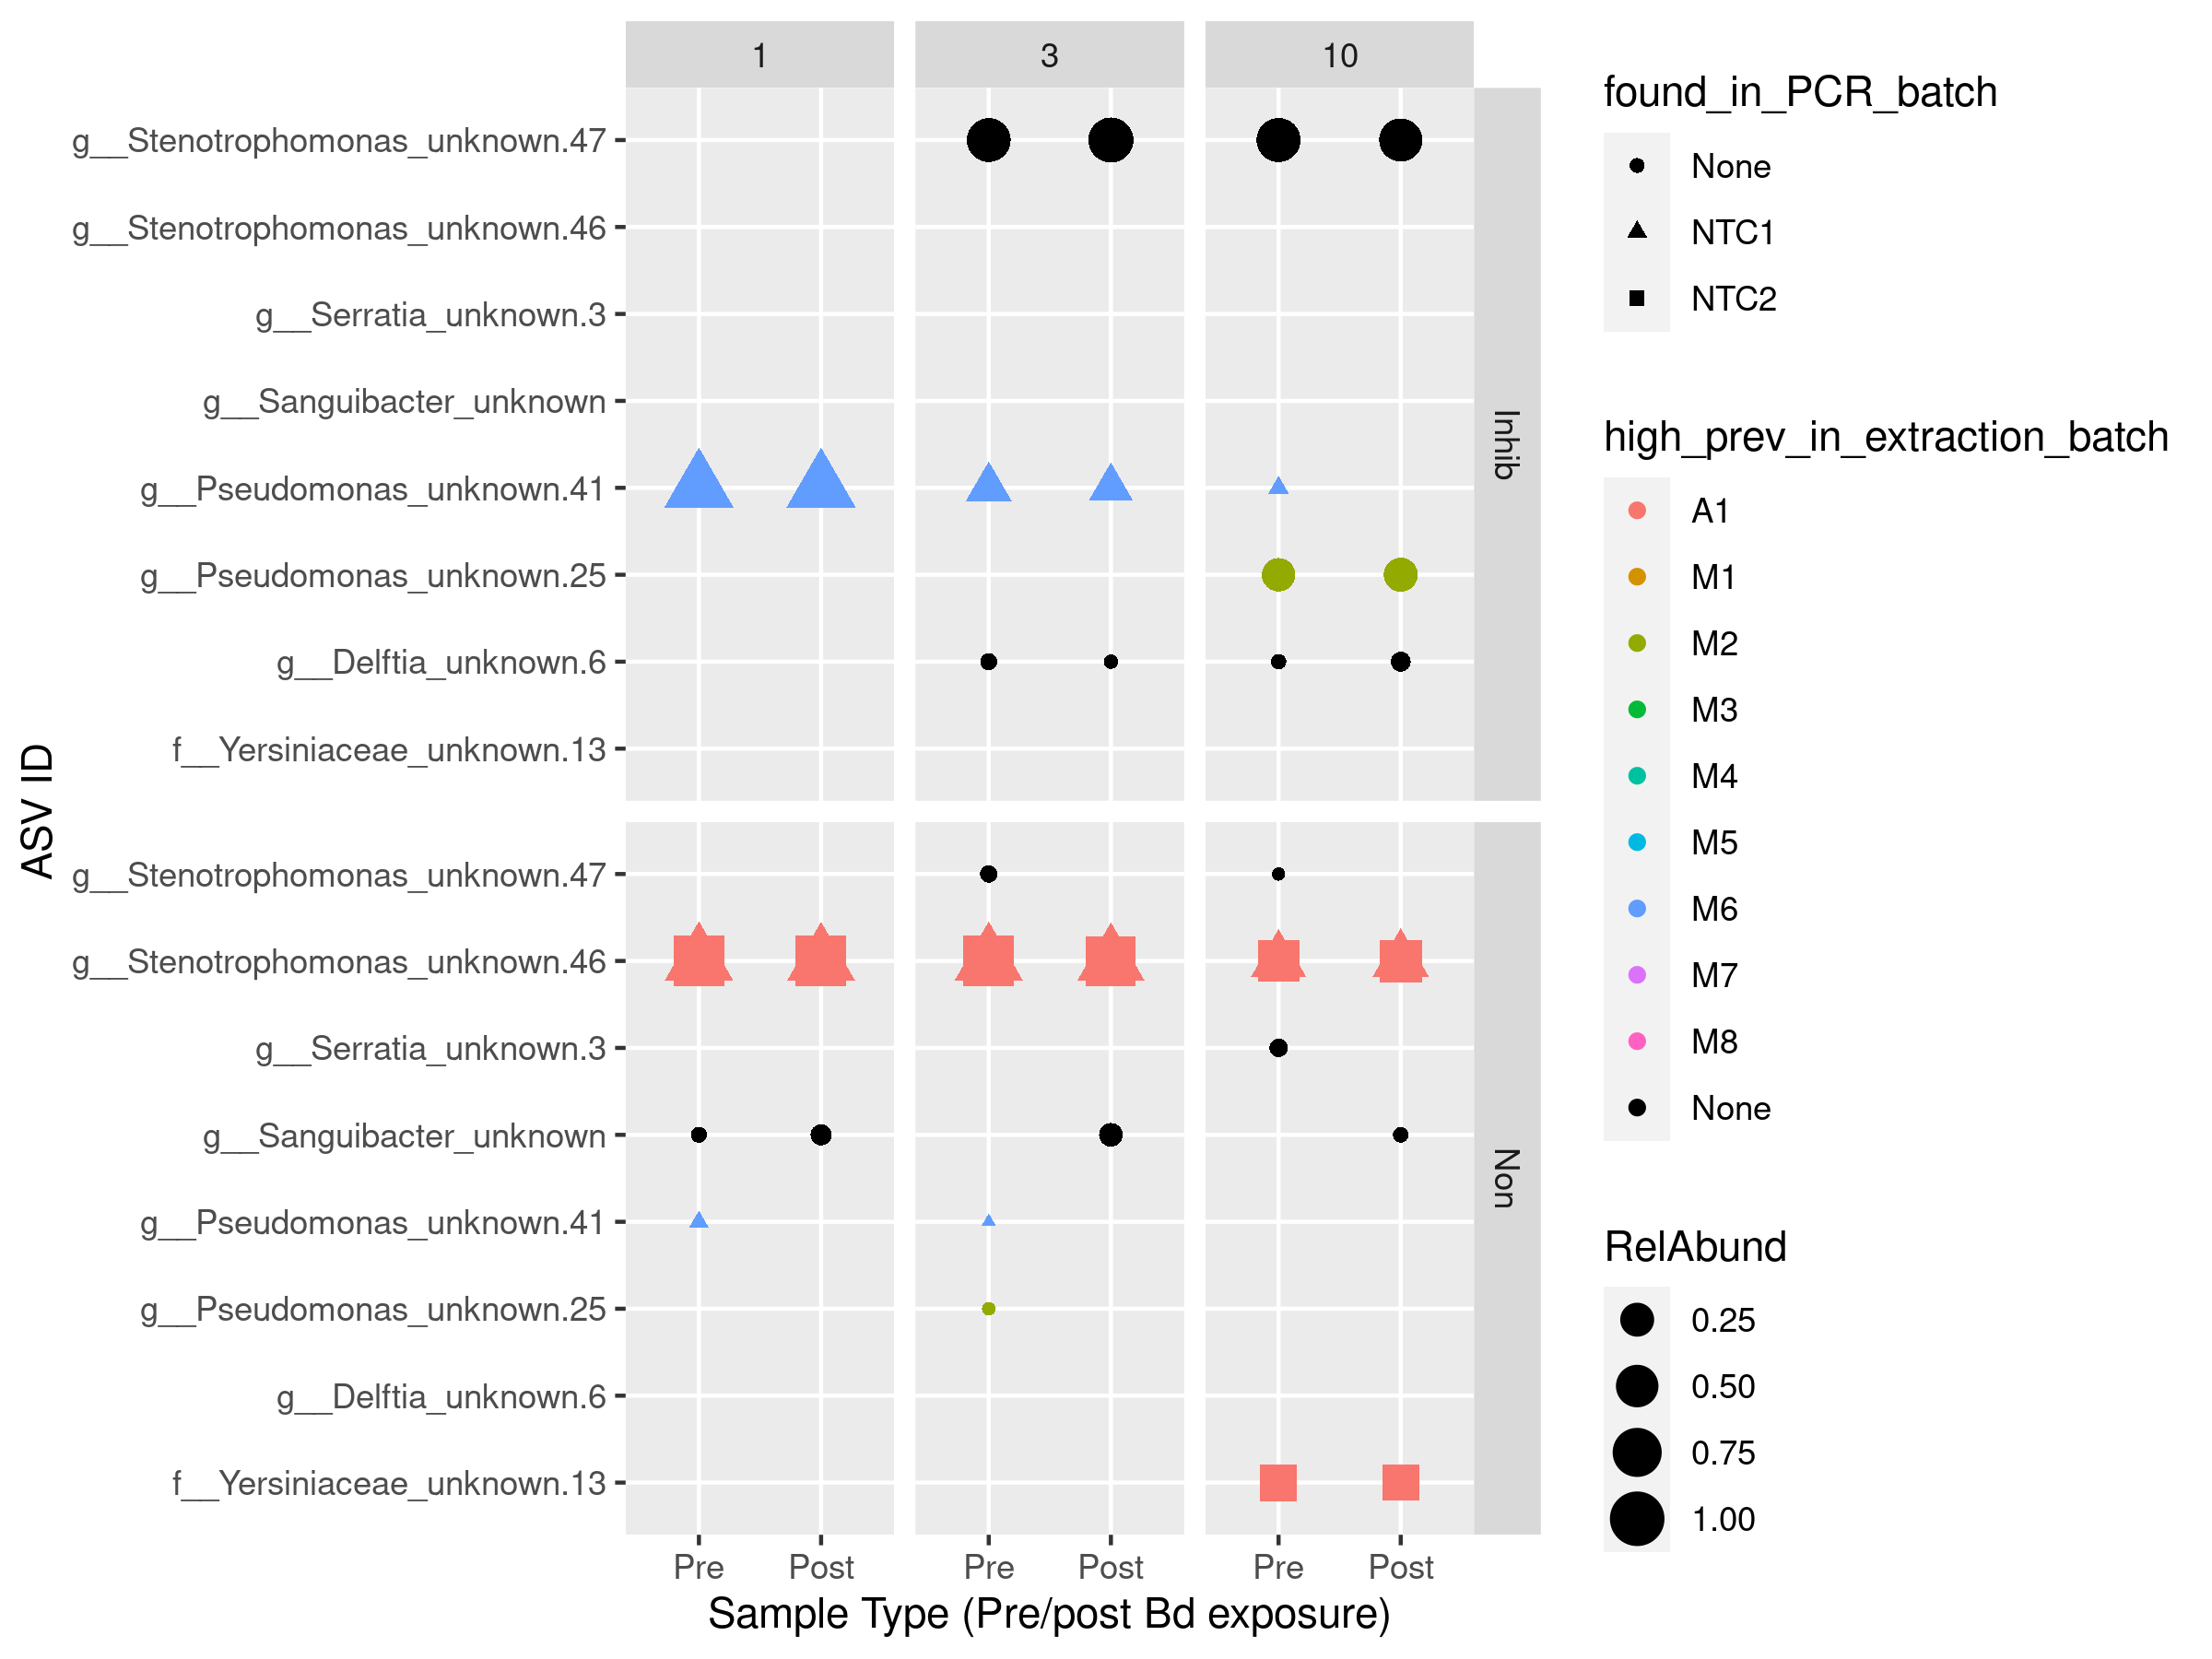 1
3
10
g__Stenotrophomonas_unknown.47
g__Stenotrophomonas_unknown.46
g__Serratia_unknown.3
g__Sanguibacter_unknown
g__Pseudomonas_unknown.41
g__Pseudomonas_unknown.25
g__Delftia_unknown.6
f__Yersiniaceae_unknown.13
Inhib
g__Stenotrophomonas_unknown.47
g__Stenotrophomonas_unknown.46
g__Serratia_unknown.3
g__Sanguibacter_unknown
g__Pseudomonas_unknown.41
g__Pseudomonas_unknown.25
g__Delftia_unknown.6
f__Yersiniaceae_unknown.13
Non
ASV ID
Pre
Post
Pre
Post
Pre
Post
Sample Type (Pre/post Bd exposure)
found_in_PCR_batch
None
NTC1
NTC2
high_prev_in_extraction_batch
A1
M1
M2
M3
M4
M5
M6
M7
M8
None
RelAbund
0.25
0.50
0.75
1.00